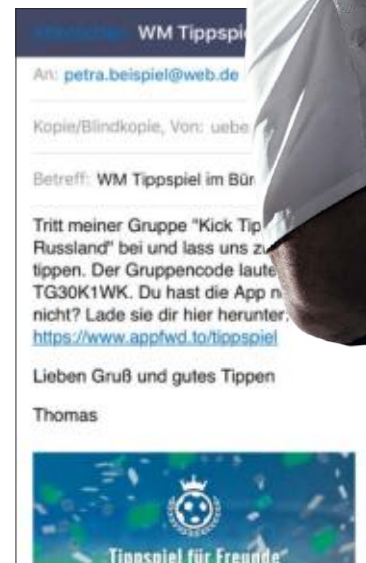 WM Tippspi
An: petra.beispiel@web.de
Kopie/Blindkopie, Von: uebe
Betreff: WM Tippspiel im Bür
Tritt meiner Gruppe "Kick Tip
Russland" bei und lass uns zu
tippen. Der Gruppencode laute
TG30K1WK. Du hast die App n
nicht? Lade sie dir hier herunter.
https://www.appfwd.to/tippspiel
Lieben Gruß und gutes Tippen
Thomas
Tippspiel für Freunde